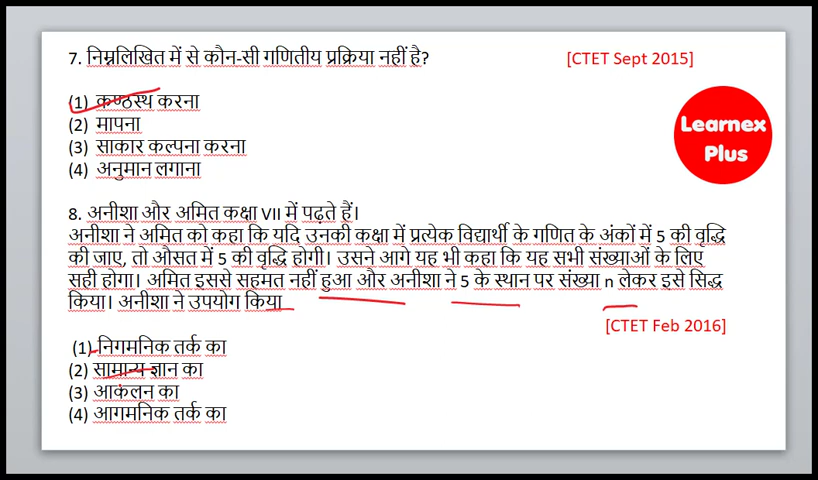 7. निम्नलिखित में से कौन-सी गणितीय प्रक्रिया नहीं है?
[CTET Sept 2015]
(1) कण्ठस्थ करना
(2) मापना
(3) साकार कल्पना करना
(4) अनुमान लगाना
Learnex
Plus
8. अनीशा और अमित कक्षा VII में पढ़ते हैं।
अनीशा ने अमित को कहा कि यदि उनकी कक्षा में प्रत्येक विद्यार्थी के गणित के अंकों में 5 की वृद्धि
की जाए, तो औसत में 5 की वृद्धि होगी। उसने आगे यह भी कहा कि यह सभी संख्याओं के लिए
सही होगा। अमित इससे सहमत नहीं हुआ और अनीशा ने 5 के स्थान पर संख्या n लेकर इसे सिद्ध
किया। अनीशा ने उपयोग किया
[CTET Feb 2016]
(1) निगमनिक तर्क का
(2) सामान्य ज्ञान का
(3) आकलन का
(4) आगमनिक तर्क का